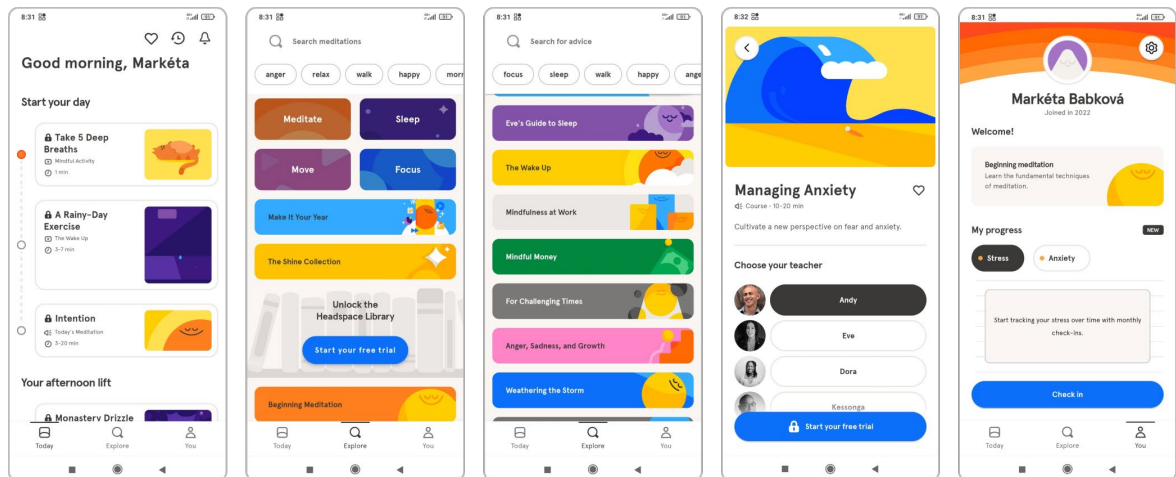 8:31
Good morning, Markéta
Start your day
Take 5 Deep
Breaths
Mindful Activity
1 min
A Rainy-Day
Exercise
The Wake Up
3-7 min
Intention
Today's Meditation
3-20 min
Your afternoon lift
Monastery Drizzle
Today
Explore
You
8:31
Search meditations
anger
relax
walk
happy
morn
Meditate
Sleep
Move
Focus
Make It Your Year
The Shine Collection
Unlock the
Headspace Library
Start your free trial
Beginning Meditation
Today
Explore
You
8:31
Search for advice
focus
sleep
walk
happy
ange
Eve's Guide to Sleep
The Wake Up
Mindfulness at Work
Mindful Money
For Challenging Times
Anger, Sadness, and Growth
Weathering the Storm
Today
Explore
You
8:32
Managing Anxiety
Course · 10-20 min
Cultivate a new perspective on fear and anxiety.
Choose your teacher
Andy
Eve
Dora
Kessonga
Start your free trial
8:31
Markéta Babková
Joined in 2022
Welcome!
Beginning meditation
Learn the fundamental techniques
of meditation.
My progress
NEW
Stress
Anxiety
Start tracking your stress over time with monthly
check-ins.
Check in
Today
Explore
You